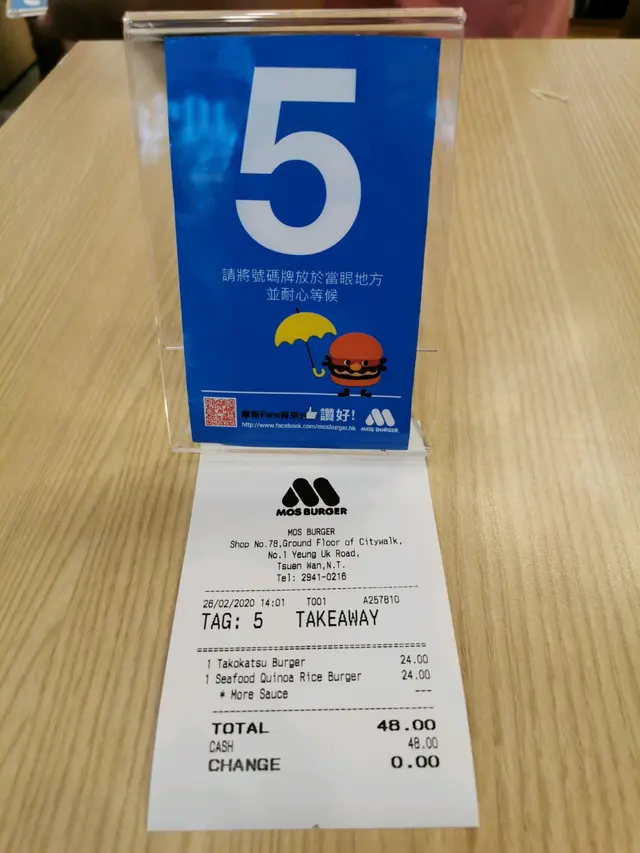 5
請將號碼牌放於當眼地方
並耐心等候
讚好!
http://www.facebook.com/mosburger.hk
MOS BURGER
MOS BURGER
MOS BURGER
Shop No.78,Ground Floor of Citywalk,
No.1 Yeung Uk Road,
Tsuen Wan,N.T.
Tel: 2941-0216
26/02/2020 14:01 T001 A257810
TAG: 5 TAKEAWAY
1 Takokatsu Burger 24.00
1 Seafood Quinoa Rice Burger 24.00
* More Sauce ---
TOTAL 48.00
CASH 48.00
CHANGE 0.00